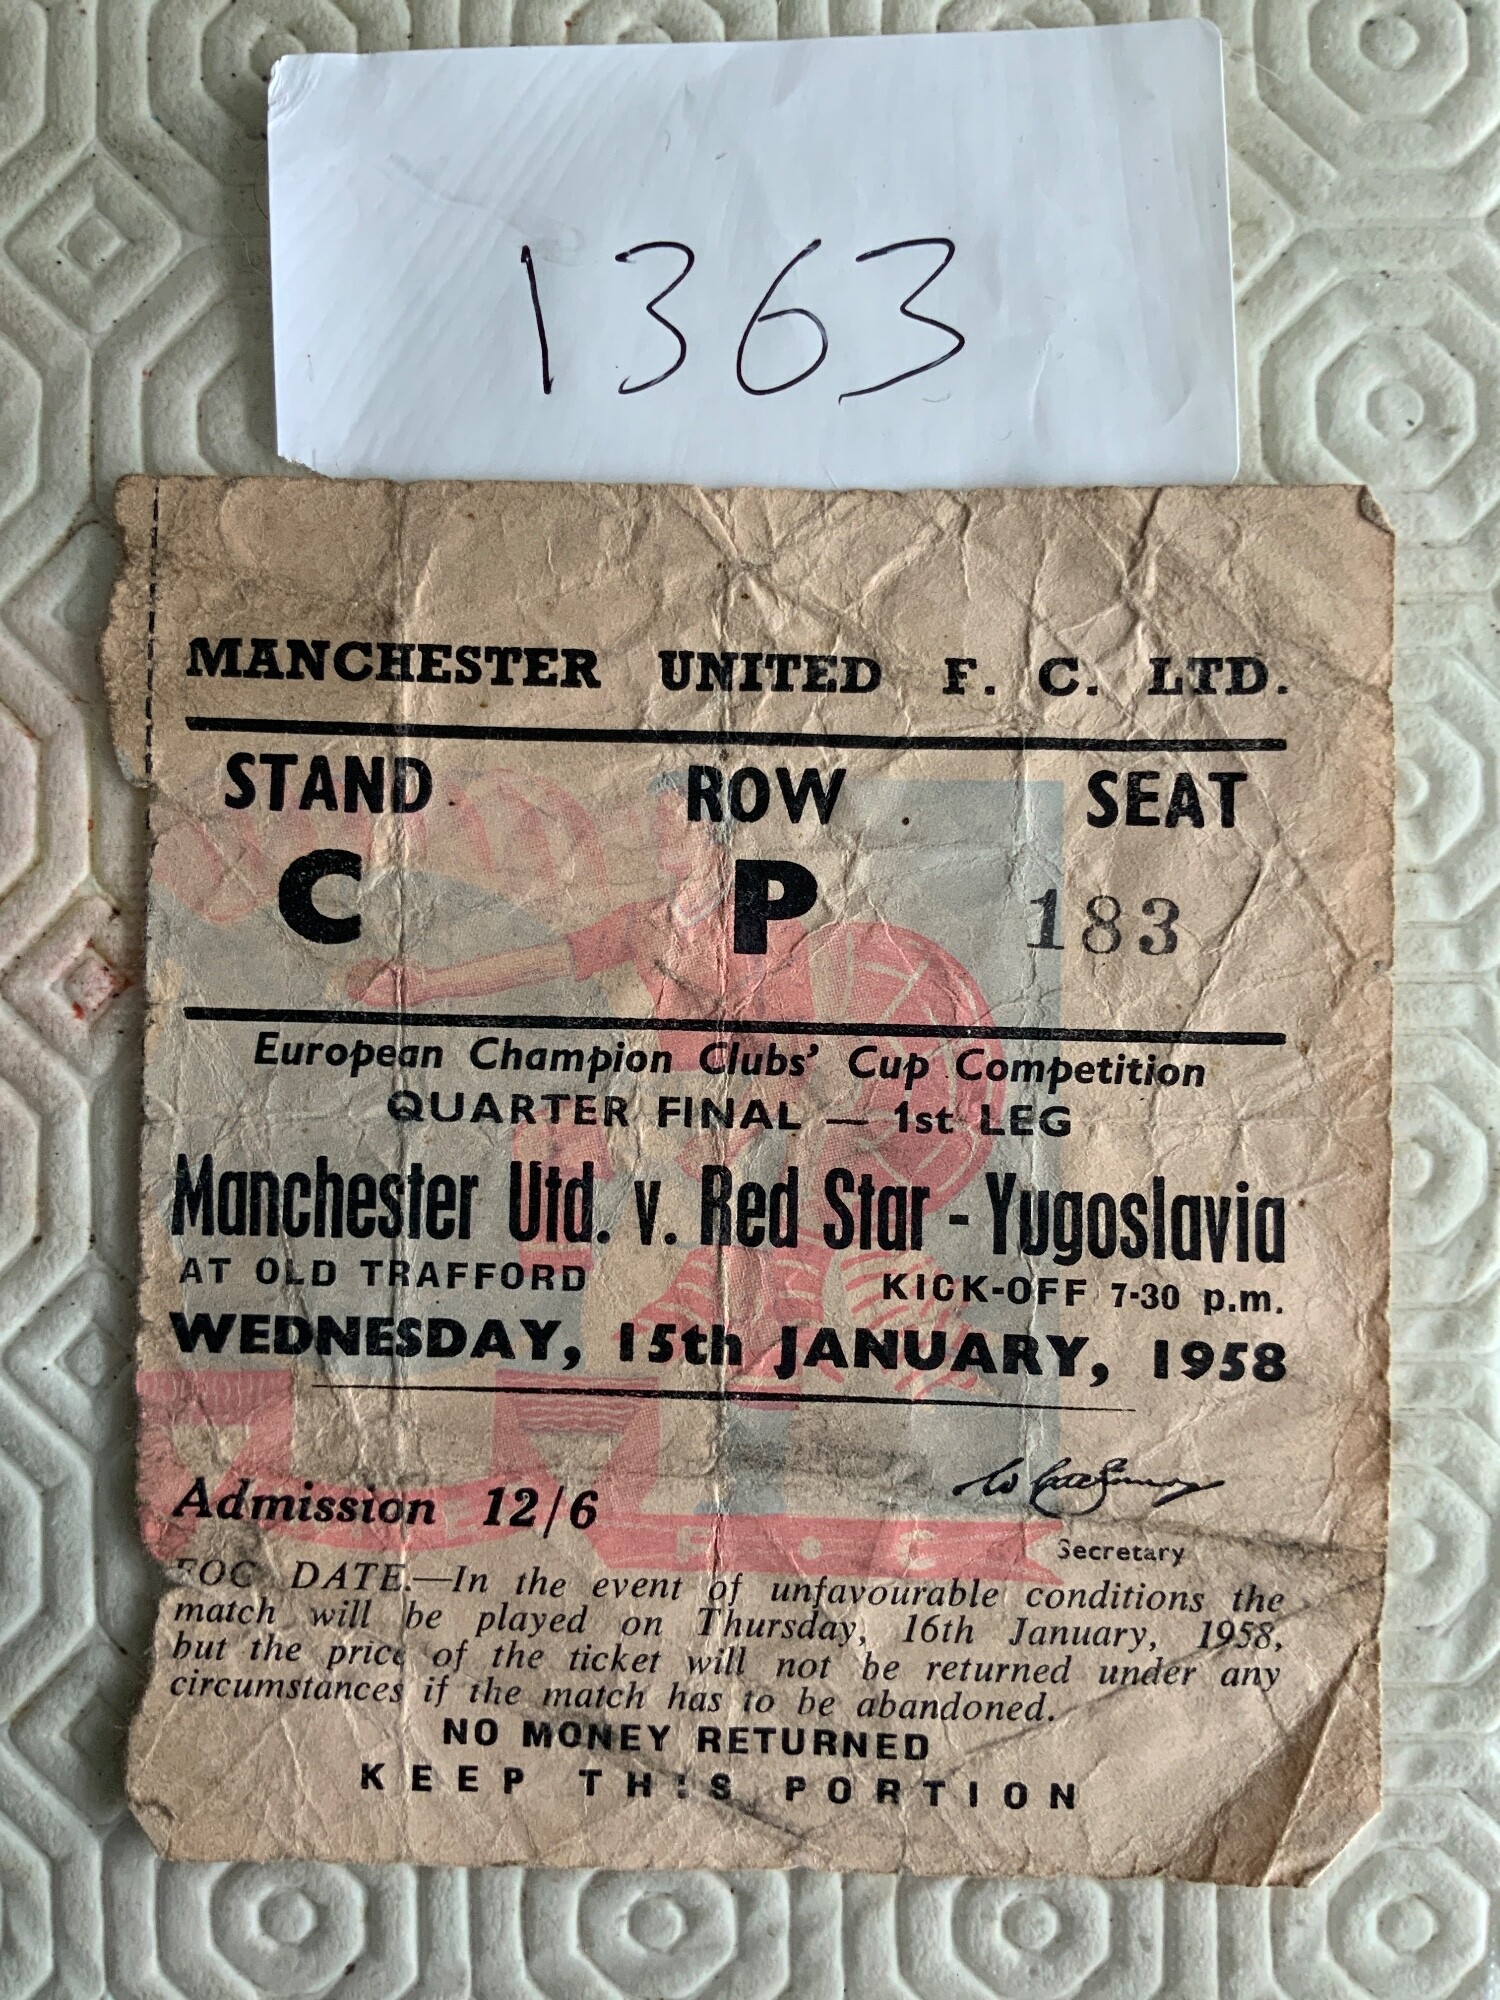 1363
MANCHESTER UNITED F. C. LTD.
STAND ROW SEAT
C P 183
European Champion Clubs' Cup Competition
QUARTER FINAL — 1st LEG
Manchester Utd. v. Red Star - Yugoslavia
AT OLD TRAFFORD KICK-OFF 7-30 p.m.
WEDNESDAY, 15th JANUARY, 1958
Admission 12/6
Secretary
FOG DATE.—In the event of unfavourable conditions the
match will be played on Thursday, 16th January, 1958,
but the price of the ticket will not be returned under any
circumstances if the match has to be abandoned.
NO MONEY RETURNED
KEEP THIS PORTION